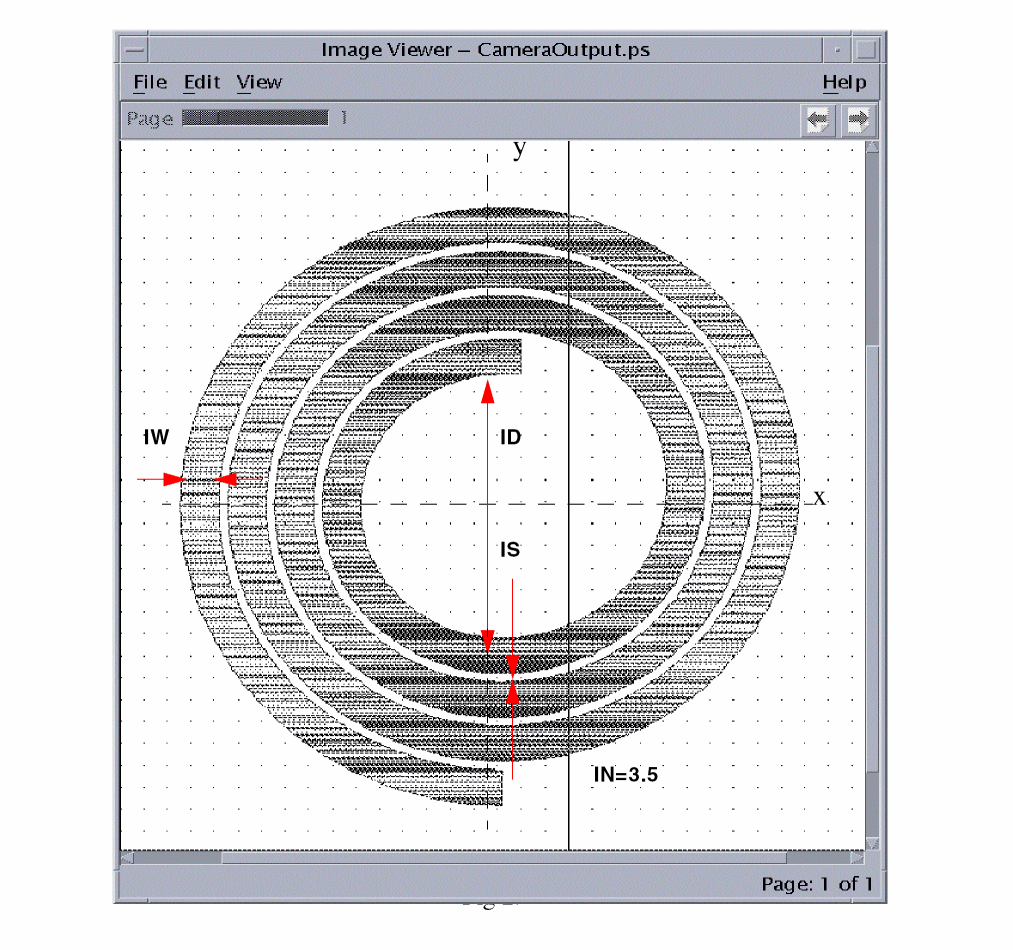 Image Viewer – CameraOutput.ps
File Edit View Help
Page 1
y
IW
ID
x
IS
IN=3.5
Page: 1 of 1